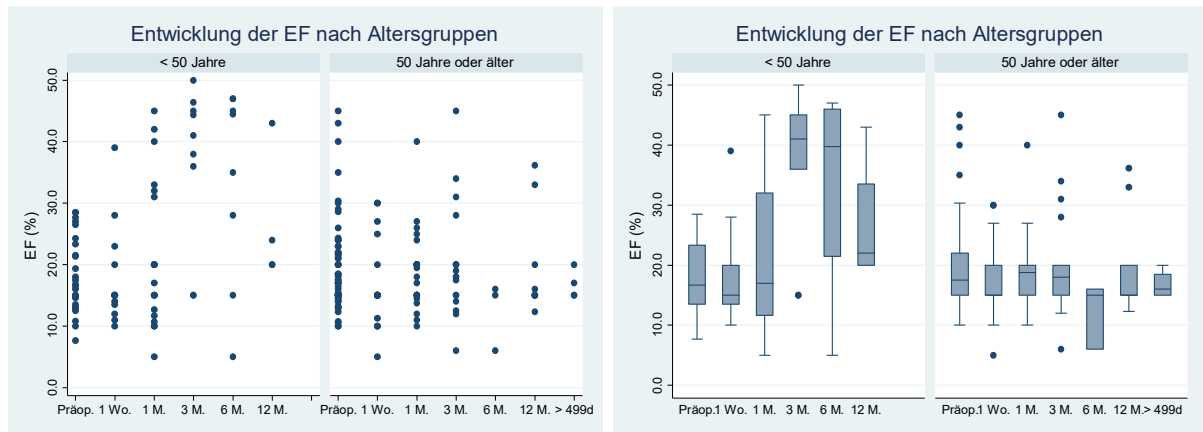 Entwicklung der EF nach Altersgruppen
< 50 Jahre
50 Jahre oder älter
EF (%)
50.0
40.0
30.0
20.0
10.0
0.0
Präop. 1 Wo. 1 M. 3 M. 6 M. 12 M.
Präop. 1 Wo. 1 M. 3 M. 6 M. 12 M. > 499d
Entwicklung der EF nach Altersgruppen
< 50 Jahre
50 Jahre oder älter
EF (%)
50.0
40.0
30.0
20.0
10.0
0.0
Präop. 1 Wo. 1 M. 3 M. 6 M. 12 M.
Präop. 1 Wo. 1 M. 3 M. 6 M. 12 M. > 499d